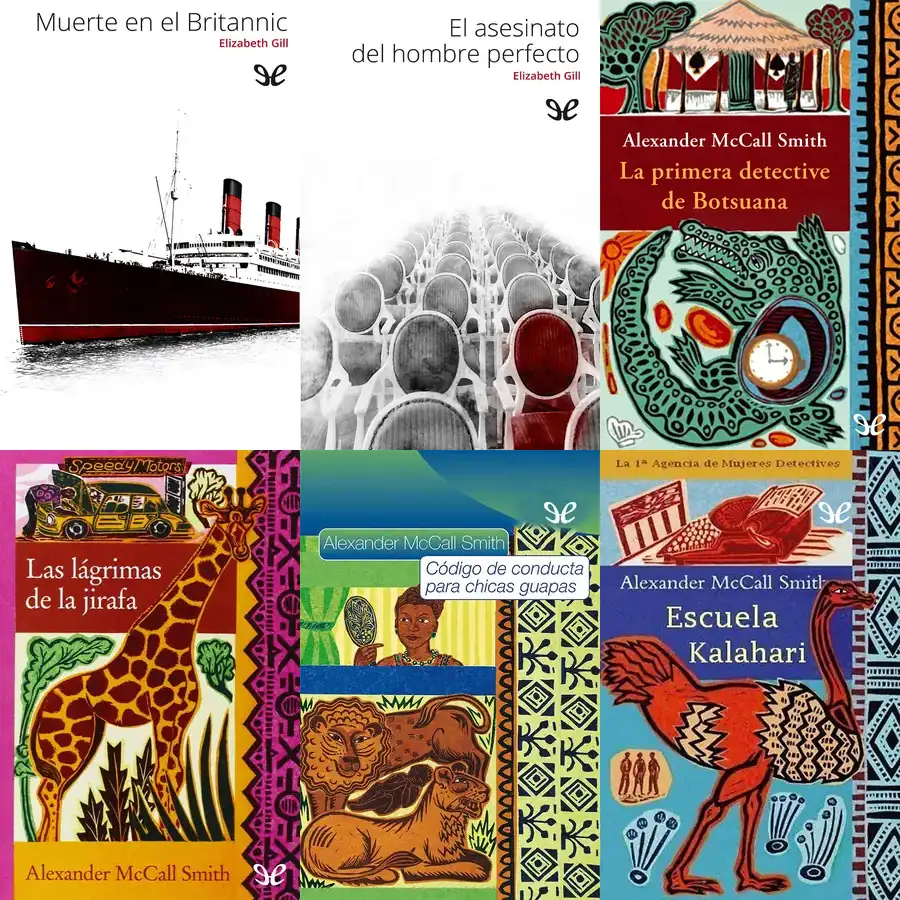 Muerte en el Britannic
Elizabeth Gill
El asesinato
del hombre perfecto
Elizabeth Gill
Alexander McCall Smith
La primera detective
de Botsuana
Speedy Motors
Las lágrimas
de la jirafa
Alexander McCall Smith
Alexander McCall Smith
Código de conducta
para chicas guapas
La 1ª Agencia de Mujeres Detectives
Alexander McCall Smith
Escuela
Kalahari